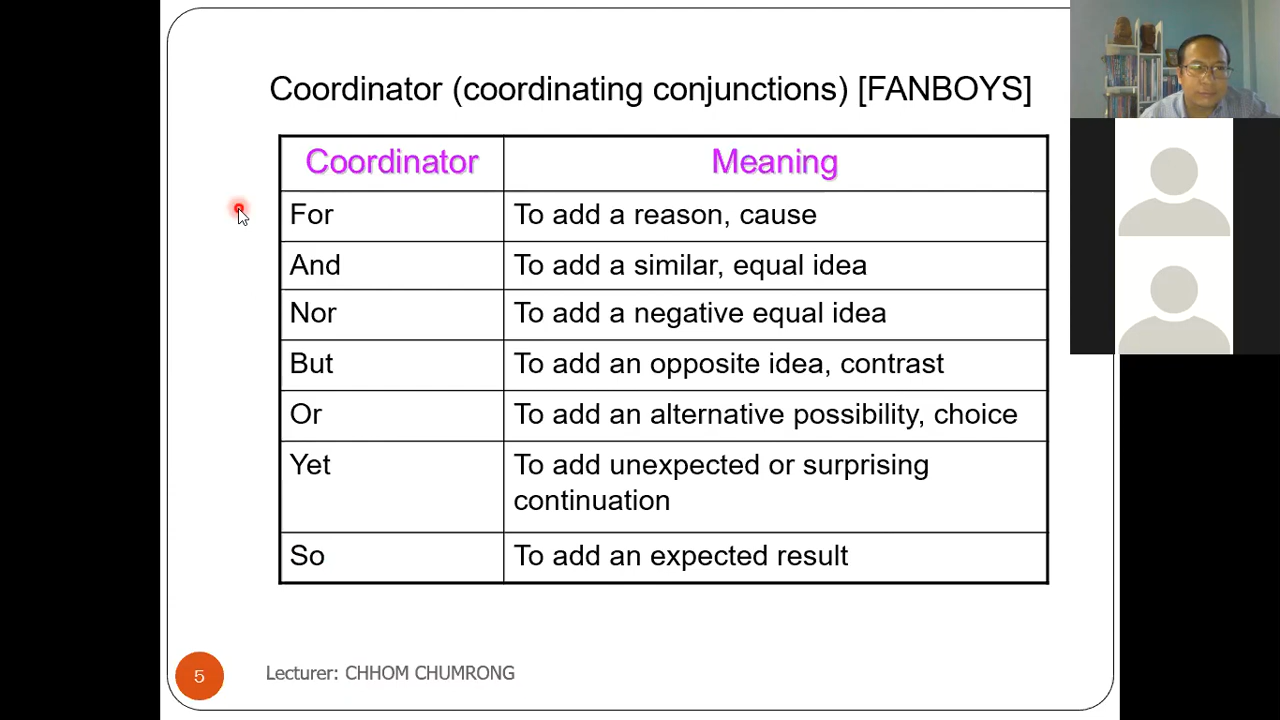 Coordinator (coordinating conjunctions) [FANBOYS]
Coordinator Meaning
For To add a reason, cause
And To add a similar, equal idea
Nor To add a negative equal idea
But To add an opposite idea, contrast
Or To add an alternative possibility, choice
Yet To add unexpected or surprising
continuation
So To add an expected result
5 Lecturer: CHHOM CHUMRONG